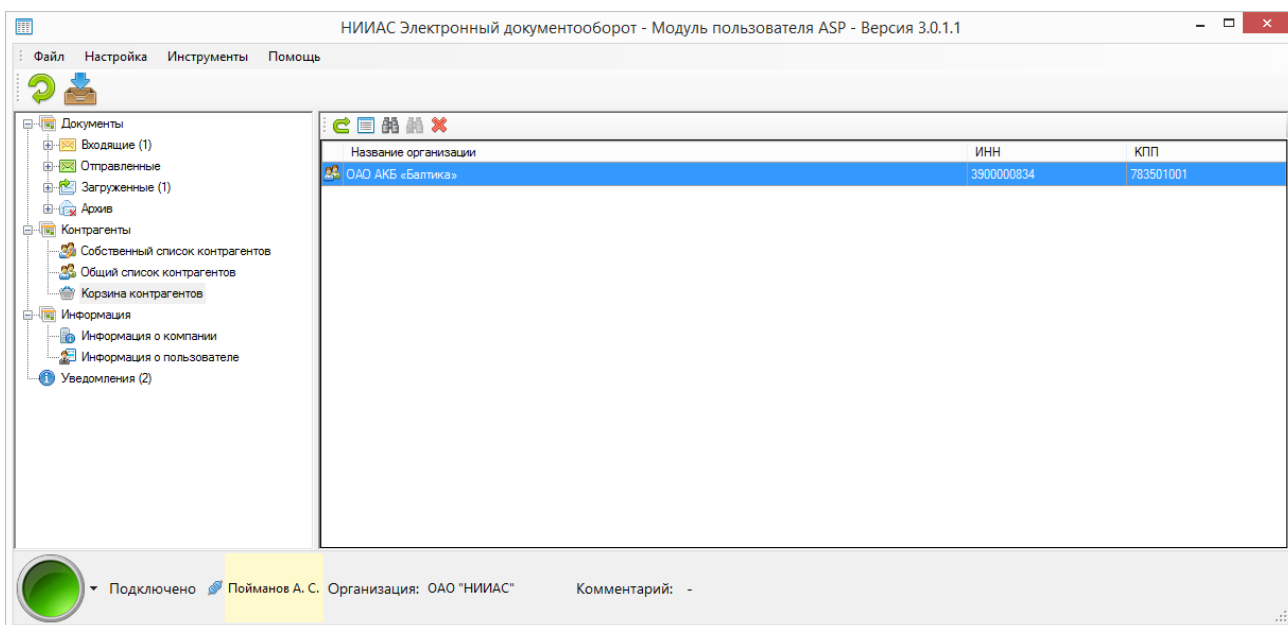 НИИАС Электронный документооборот - Модуль пользователя ASP - Версия 3.0.1.1
Файл Настройка Инструменты Помощь
Документы
Входящие (1)
Отправленные
Загруженные (1)
Архив
Контрагенты
Собственный список контрагентов
Общий список контрагентов
Корзина контрагентов
Информация
Информация о компании
Информация о пользователе
Уведомления (2)
Название организации ИНН КПП
ОАО АКБ «Балтика» 3900000834 783501001
Подключено Пойманов А. С. Организация: ОАО "НИИАС" Комментарий: -